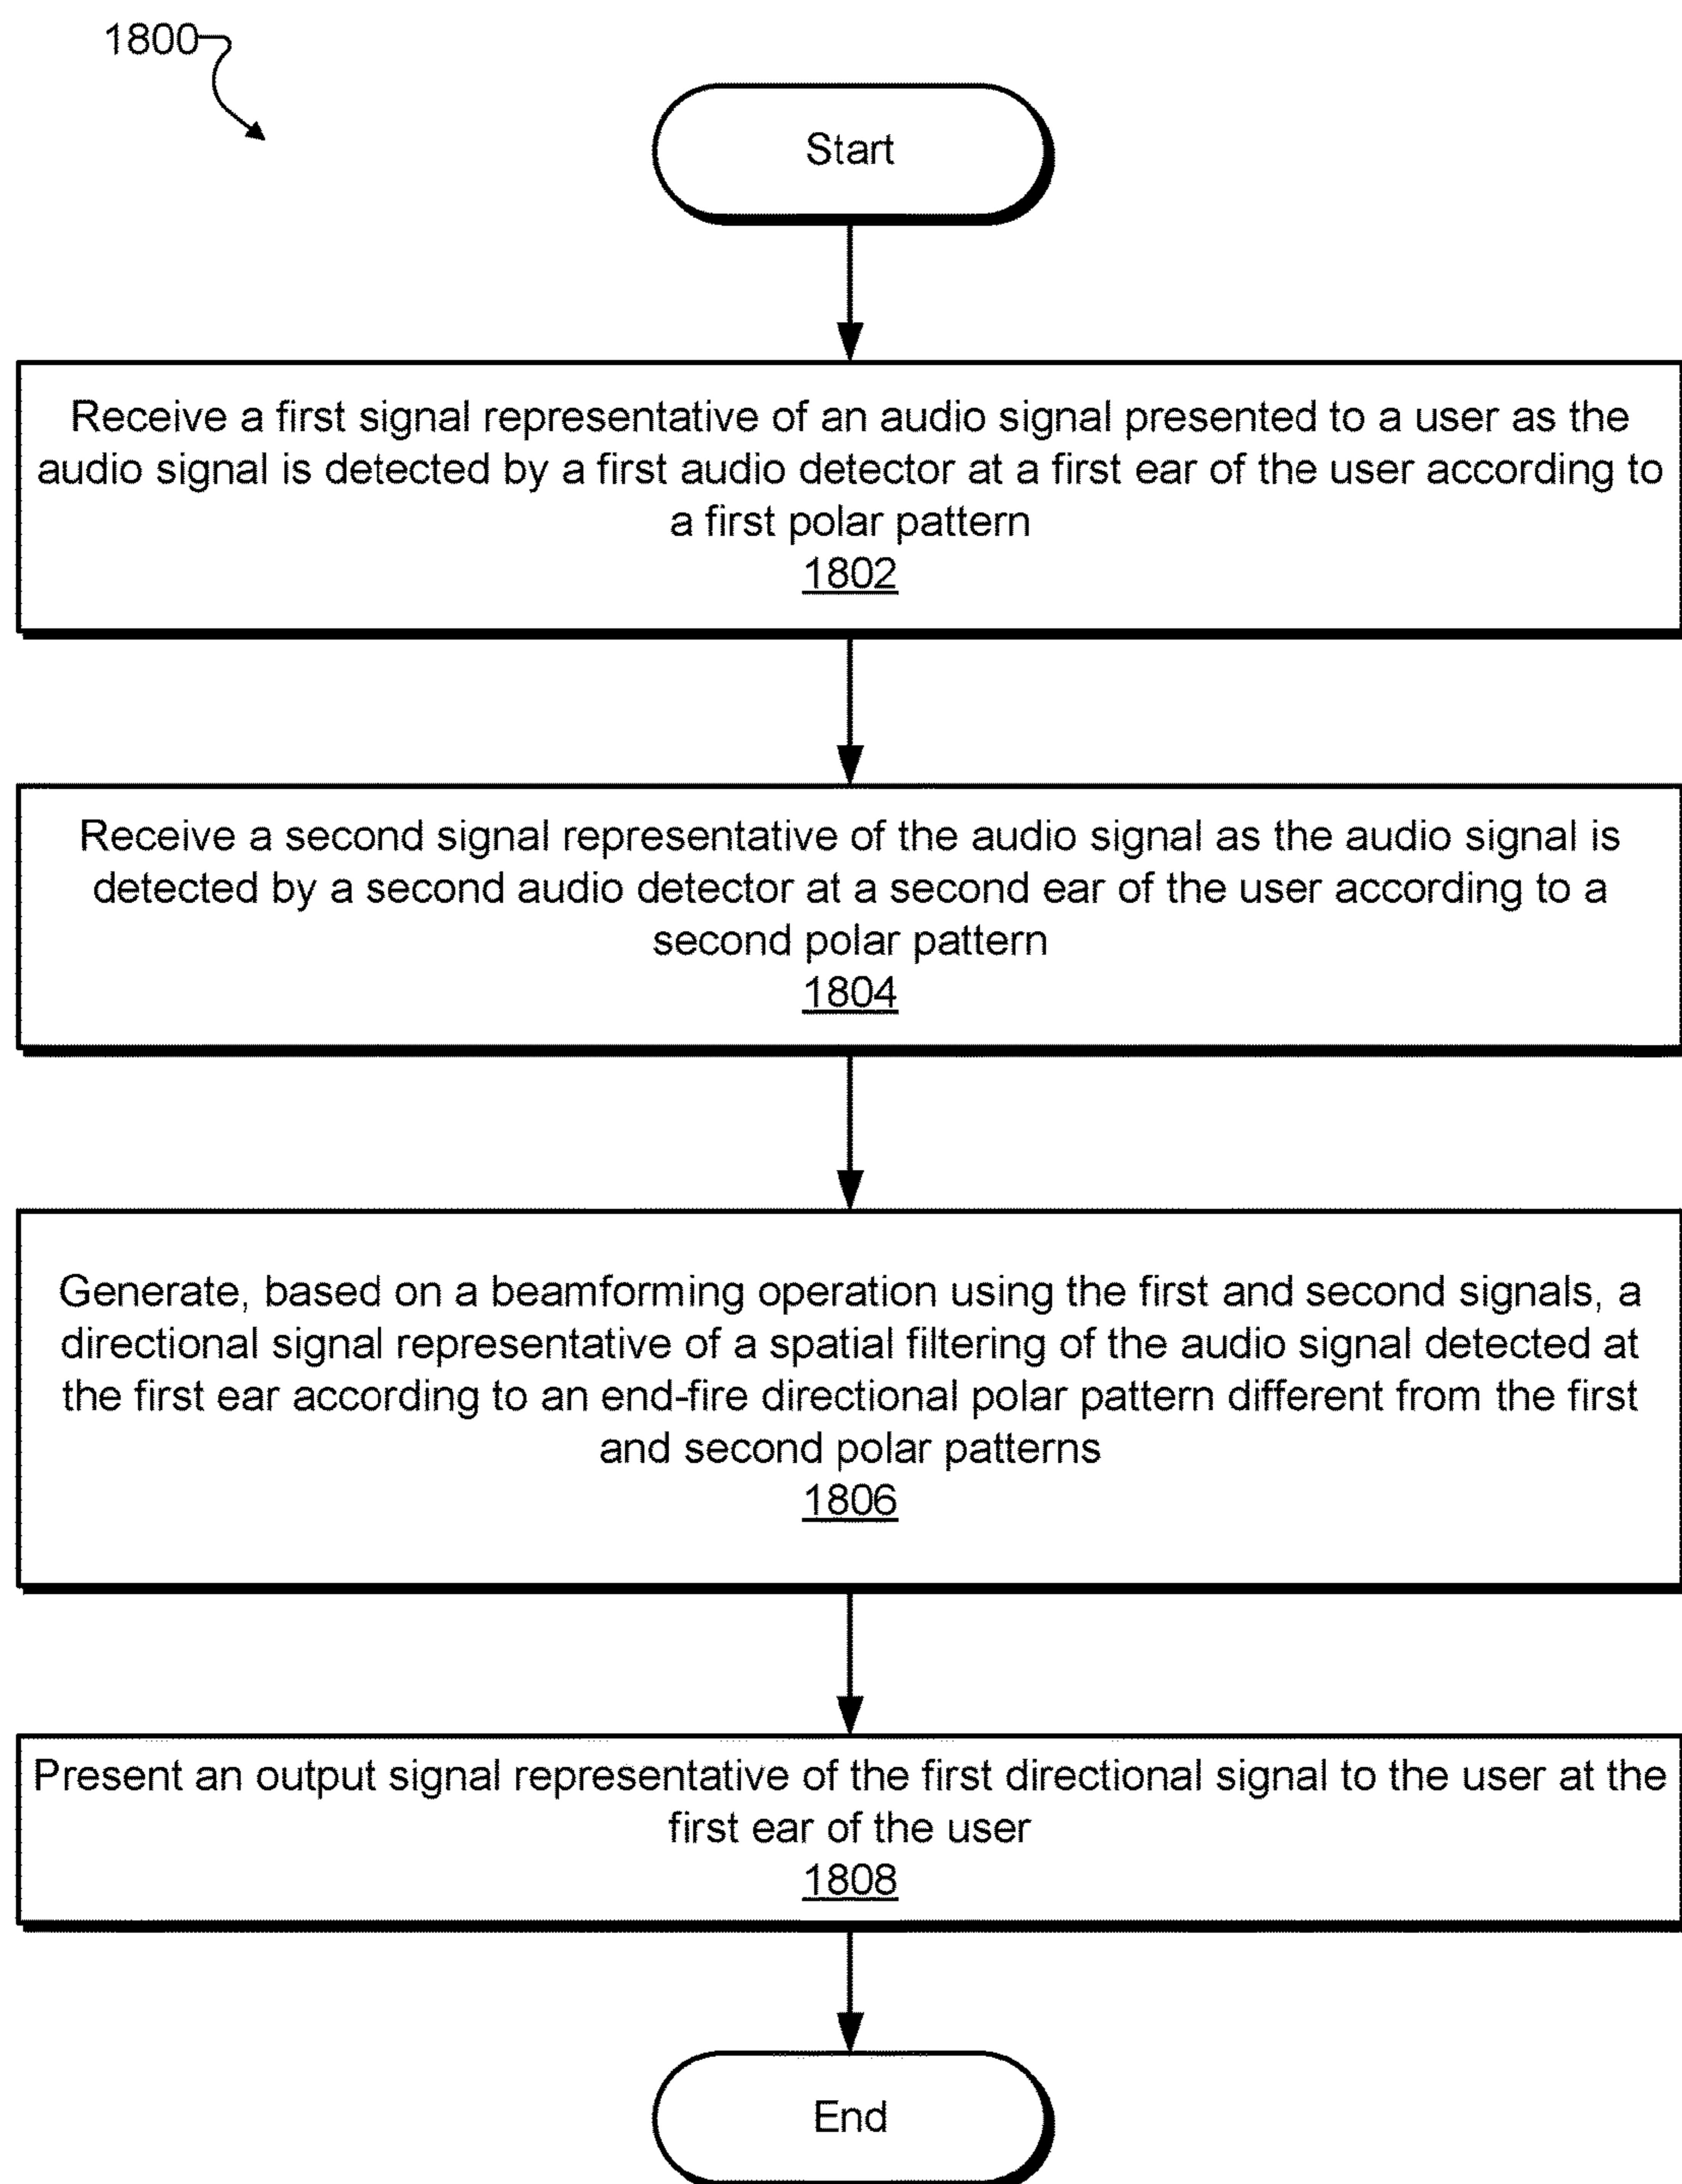 1800
Start
Receive a first signal representative of an audio signal presented to a user as the
audio signal is detected by a first audio detector at a first ear of the user according to
a first polar pattern
1802
Receive a second signal representative of the audio signal as the audio signal is
detected by a second audio detector at a second ear of the user according to a
second polar pattern
1804
Generate, based on a beamforming operation using the first and second signals, a
directional signal representative of a spatial filtering of the audio signal detected at
the first ear according to an end-fire directional polar pattern different from the first
and second polar patterns
1806
Present an output signal representative of the first directional signal to the user at the
first ear of the user
1808
End